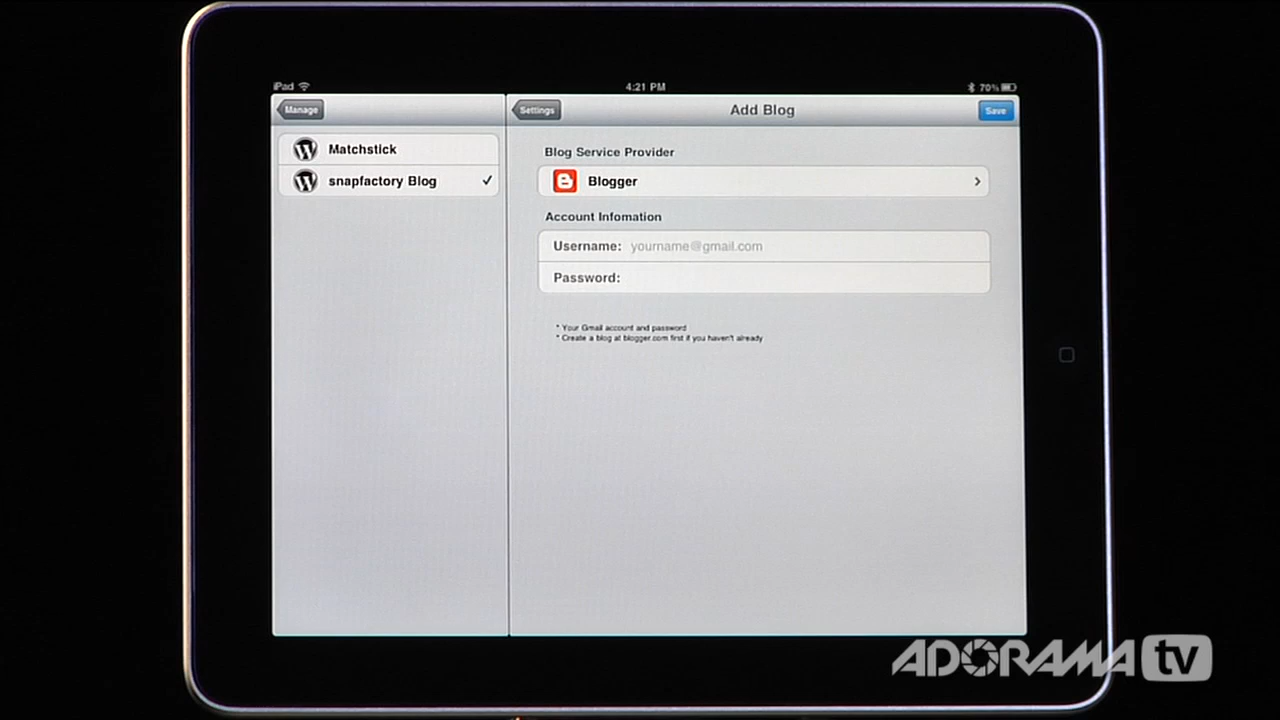 iPad 4:21 PM 70%
Manage
Settings
Add Blog
Save
Matchstick
snapfactory Blog
Blog Service Provider
Blogger
Account Infomation
Username: yourname@gmail.com
Password:
* Your Gmail account and password
* Create a blog at blogger.com first if you haven't already
ADORAMA tv